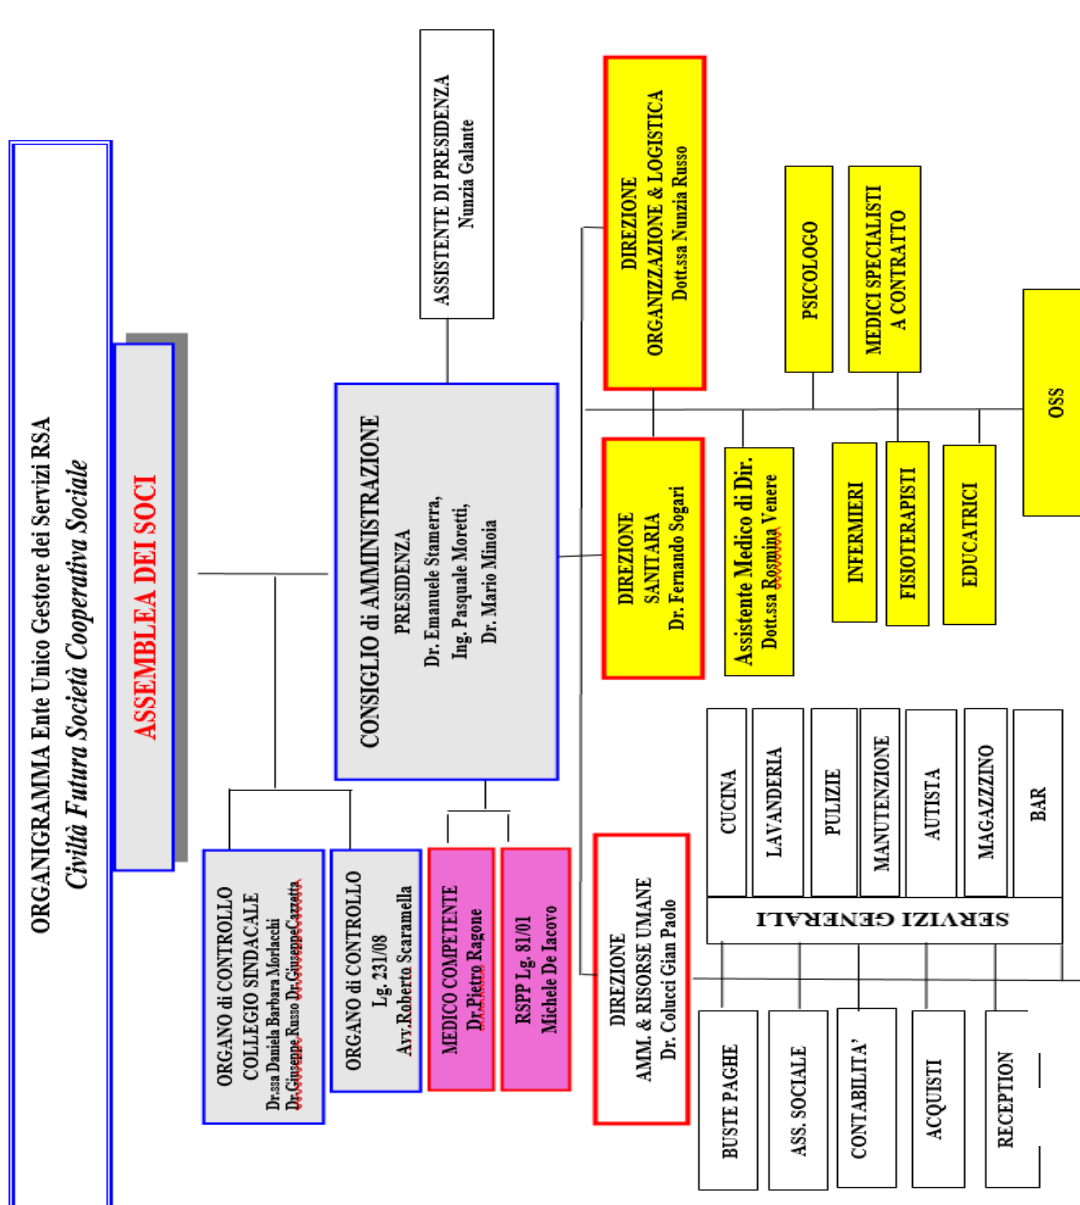 ORGANIGRAMMA Ente Unico Gestore dei Servizi RSA
Civiltà Futura Società Cooperativa Sociale
ASSEMBLEA DEI SOCI
ORGANO di CONTROLLO
COLLEGIO SINDACALE
Dr.ssa Daniela Barbara Morlacchi
Dr.Giuseppe Russo Dr.GiuseppeCazzetta
ORGANO di CONTROLLO
Lg. 231/08
Avv.Roberto Scaramella
CONSIGLIO di AMMINISTRAZIONE
PRESIDENZA
Dr. Emanuele Stamerra,
Ing. Pasquale Moretti,
Dr. Mario Minoia
ASSISTENTE DI PRESIDENZA
Nunzia Galante
MEDICO COMPETENTE
Dr.Pietro Ragone
RSPP Lg. 81/01
Michele De Iacovo
DIREZIONE
AMM. & RISORSE UMANE
Dr. Colucci Gian Paolo
DIREZIONE
SANITARIA
Dr. Fernando Sogari
DIREZIONE
ORGANIZZAZIONE & LOGISTICA
Dott.ssa Nunzia Russo
BUSTE PAGHE
ASS. SOCIALE
CONTABILITA’
ACQUISTI
RECEPTION
SERVIZI GENERALI
CUCINA
LAVANDERIA
PULIZIE
MANUTENZIONE
AUTISTA
MAGAZZZINO
BAR
Assistente Medico di Dir.
Dott.ssa Rosmina Venere
INFERMIERI
FISIOTERAPISTI
EDUCATRICI
PSICOLOGO
MEDICI SPECIALISTI
A CONTRATTO
OSS